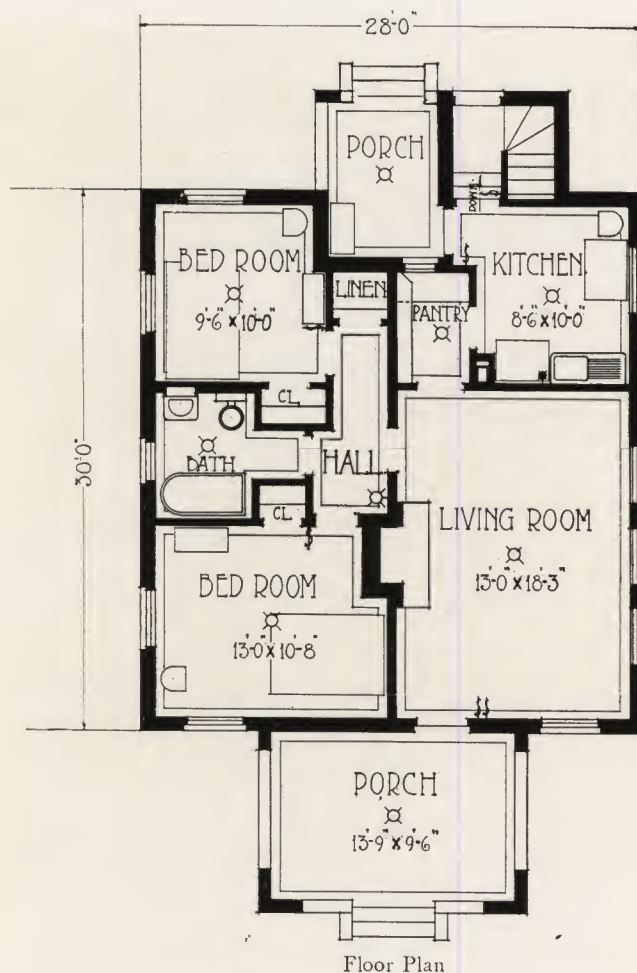 28'-0"
PORCH
DOWN
BED ROOM
9'-6" x 10'-0"
LINEN
PANTRY
KITCHEN
8'-6" x 10'-0"
CL.
BATH
HALL
30'-0"
CL.
LIVING ROOM
13'-0" x 18'-3"
BED ROOM
13'-0" x 10'-8"
PORCH
13'-9" x 9'-6"
Floor Plan